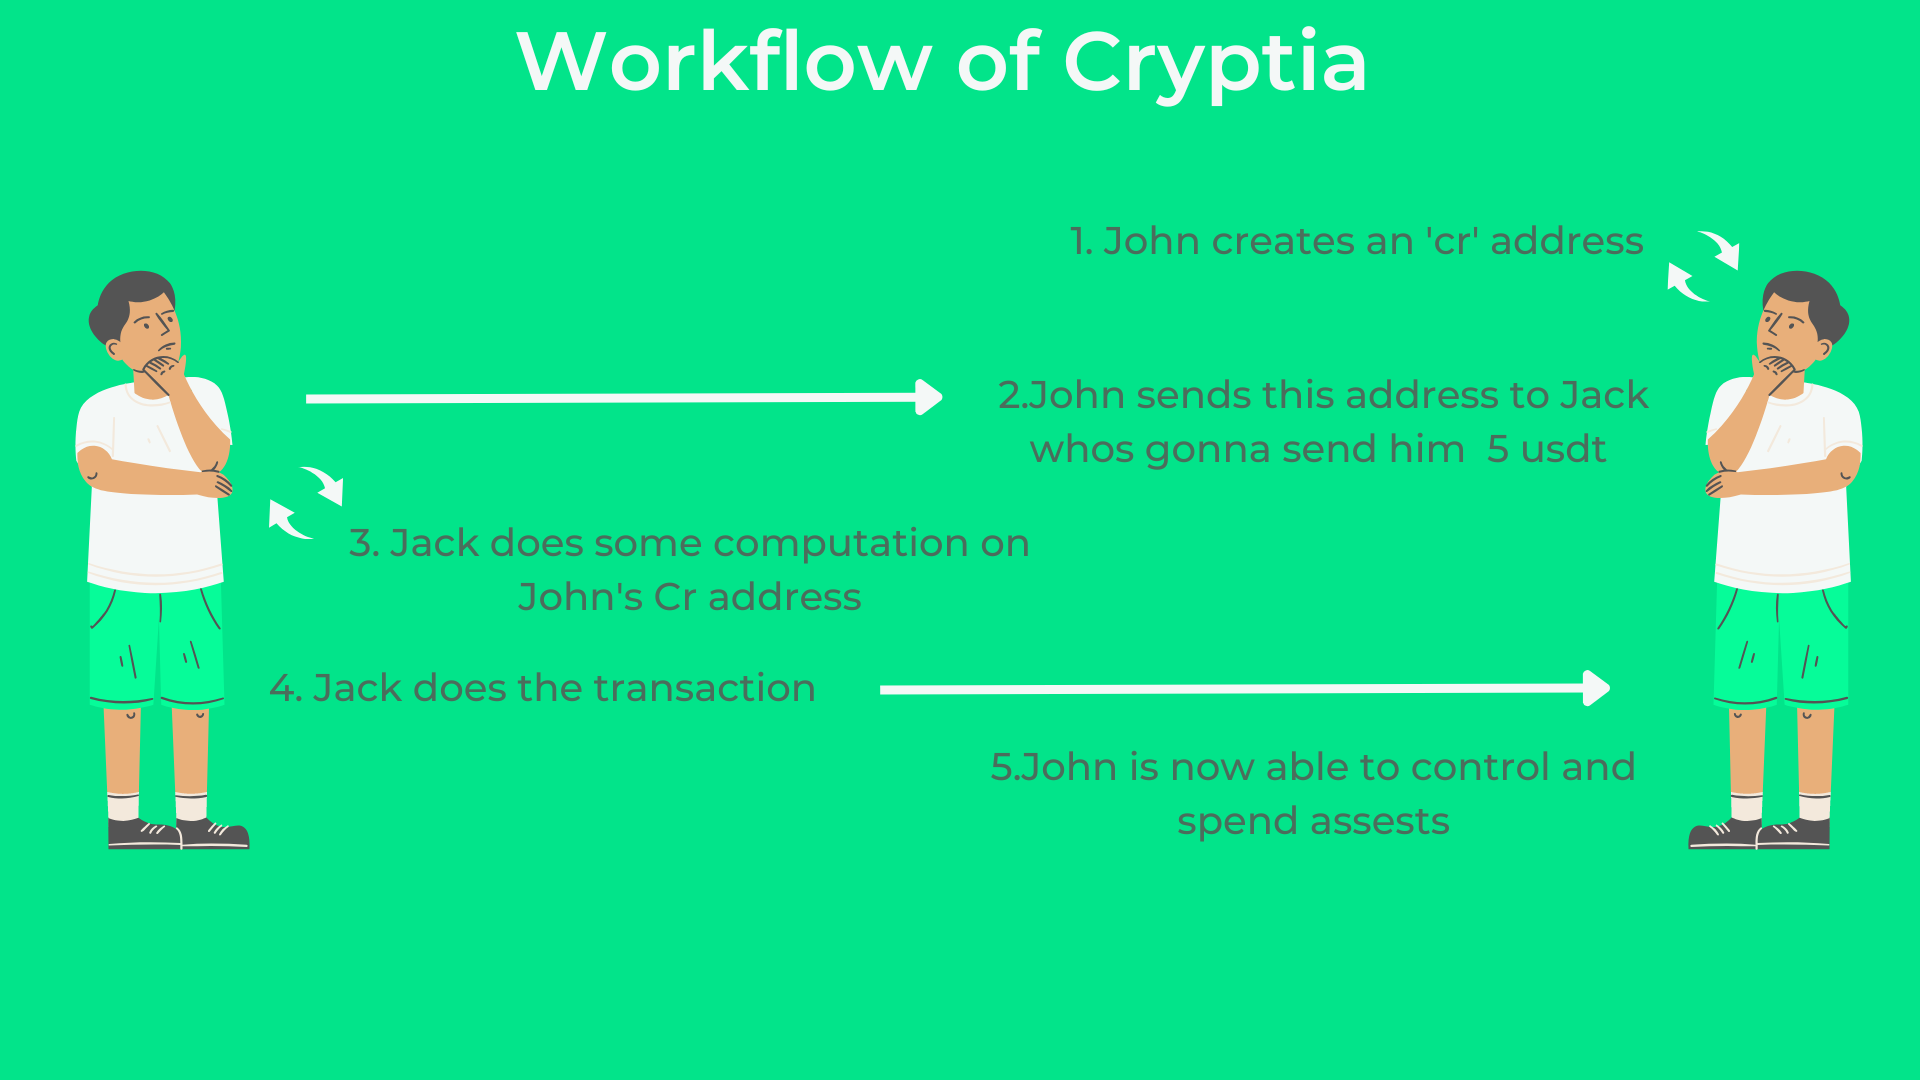 Workflow of Cryptia
1. John creates an 'cr' address
2.John sends this address to Jack
whos gonna send him  5 usdt
3. Jack does some computation on
John's Cr address
4. Jack does the transaction
5.John is now able to control and
spend assests